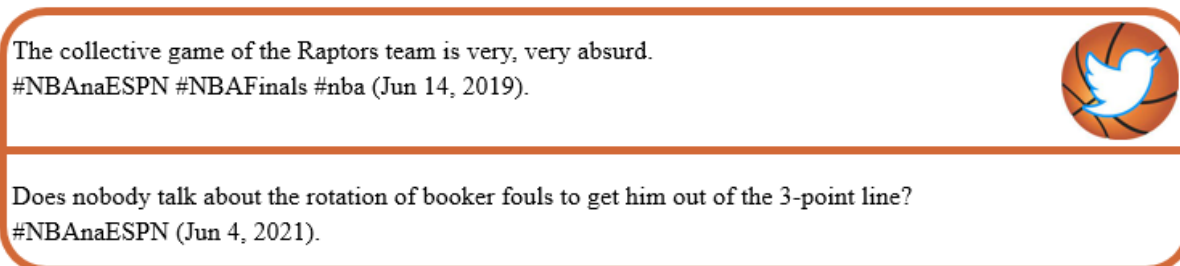 The collective game of the Raptors team is very, very absurd.
#NBAnaESPN #NBAFinals #nba (Jun 14, 2019).
Does nobody talk about the rotation of booker fouls to get him out of the 3-point line?
#NBAnaESPN (Jun 4, 2021).